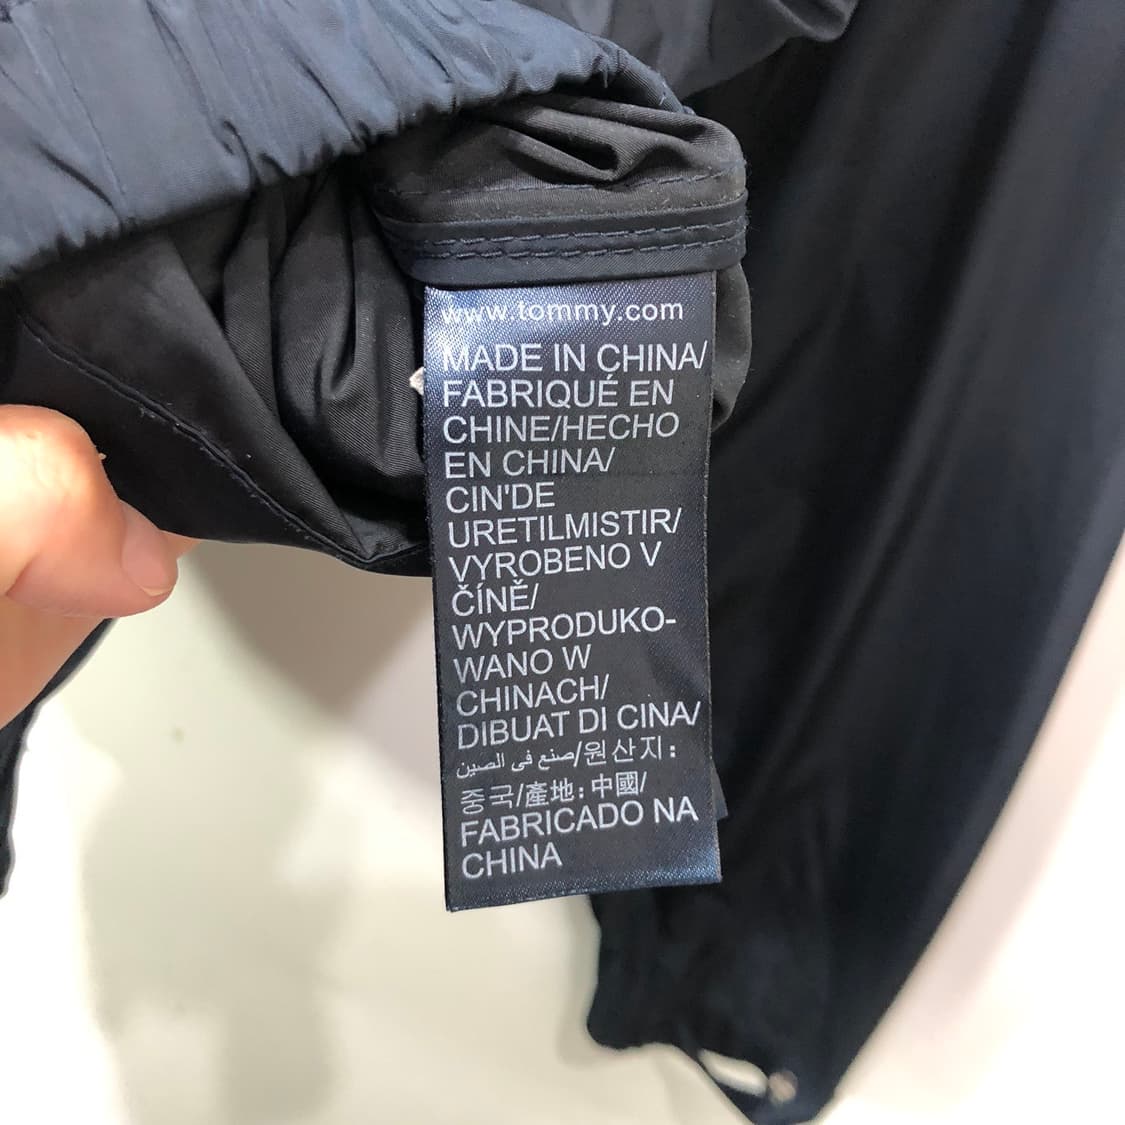 www.tommy.com
MADE IN CHINA/
FABRIQUÉ EN
CHINE/HECHO
EN CHINA/
CIN'DE
URETILMISTIR/
VYROBENO V
ČÍNĚ/
WYPRODUKO-
WANO W
CHINACH/
DIBUAT DI CINA/
صنع في الصين/원산지:
중국/產地:中國/
FABRICADO NA
CHINA